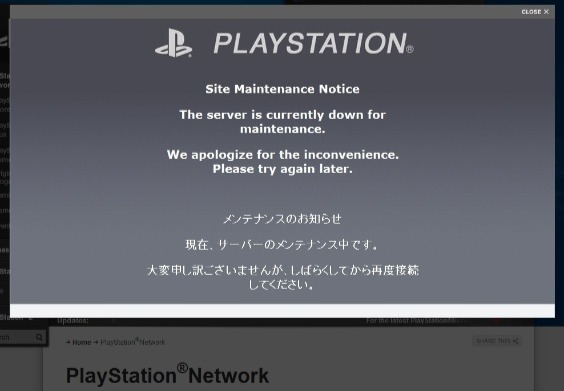 CLOSE ×
PLAYSTATION®
Site Maintenance Notice
The server is currently down for
maintenance.
We apologize for the inconvenience.
Please try again later.
メンテナンスのお知らせ
現在、サーバーのメンテナンス中です。
大変申し訳ございませんが、しばらくしてから再度接続
してください。
Updates:
For the latest PlayStation
→ Home → PlayStation®Network
SHARE THIS
PlayStation®Network